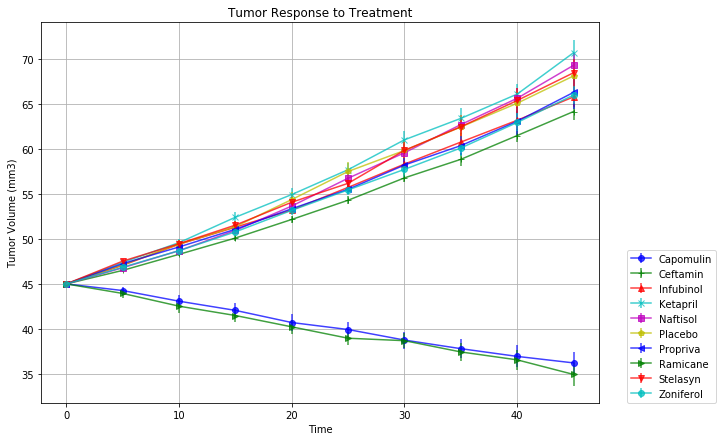 Tumor Response to Treatment
Tumor Volume (mm3)
70
65
60
55
50
45
40
35
0
10
20
30
40
Time
Capomulin
Ceftamin
Infubinol
Ketapril
Naftisol
Placebo
Propriva
Ramicane
Stelasyn
Zoniferol